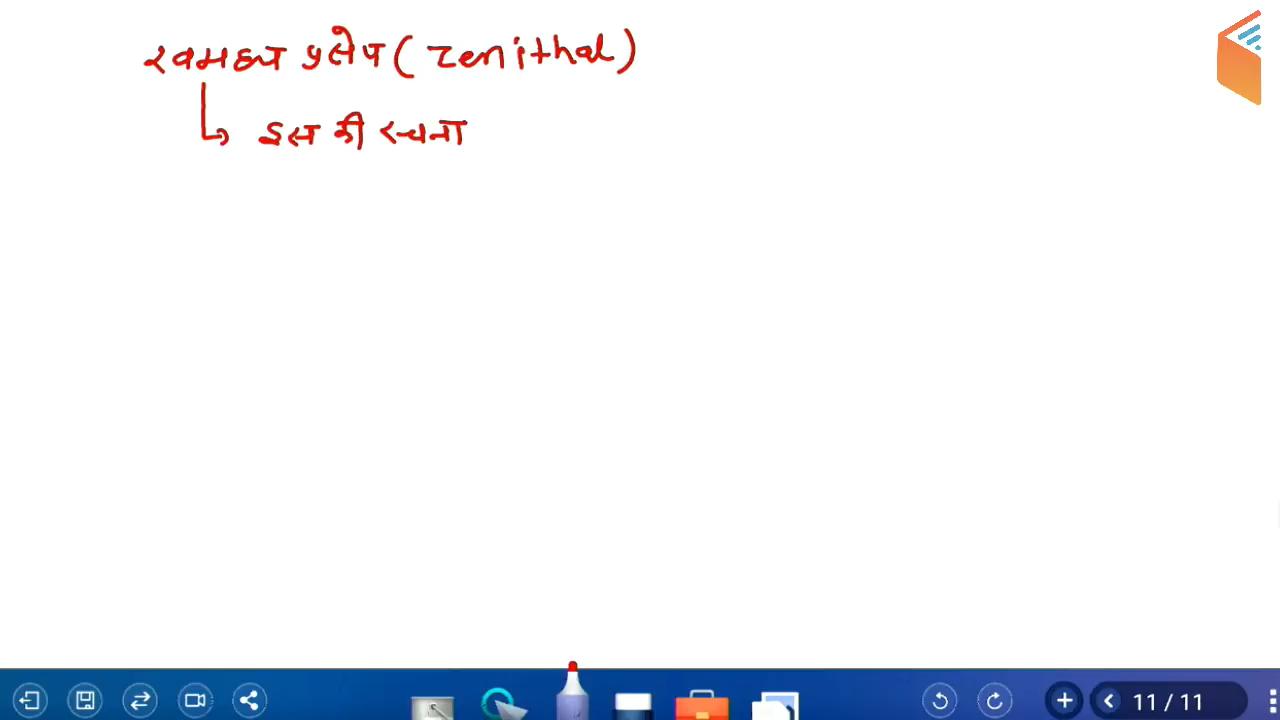 खमध्य प्रक्षेप (Zenithal)
इस की रचना
11 / 11